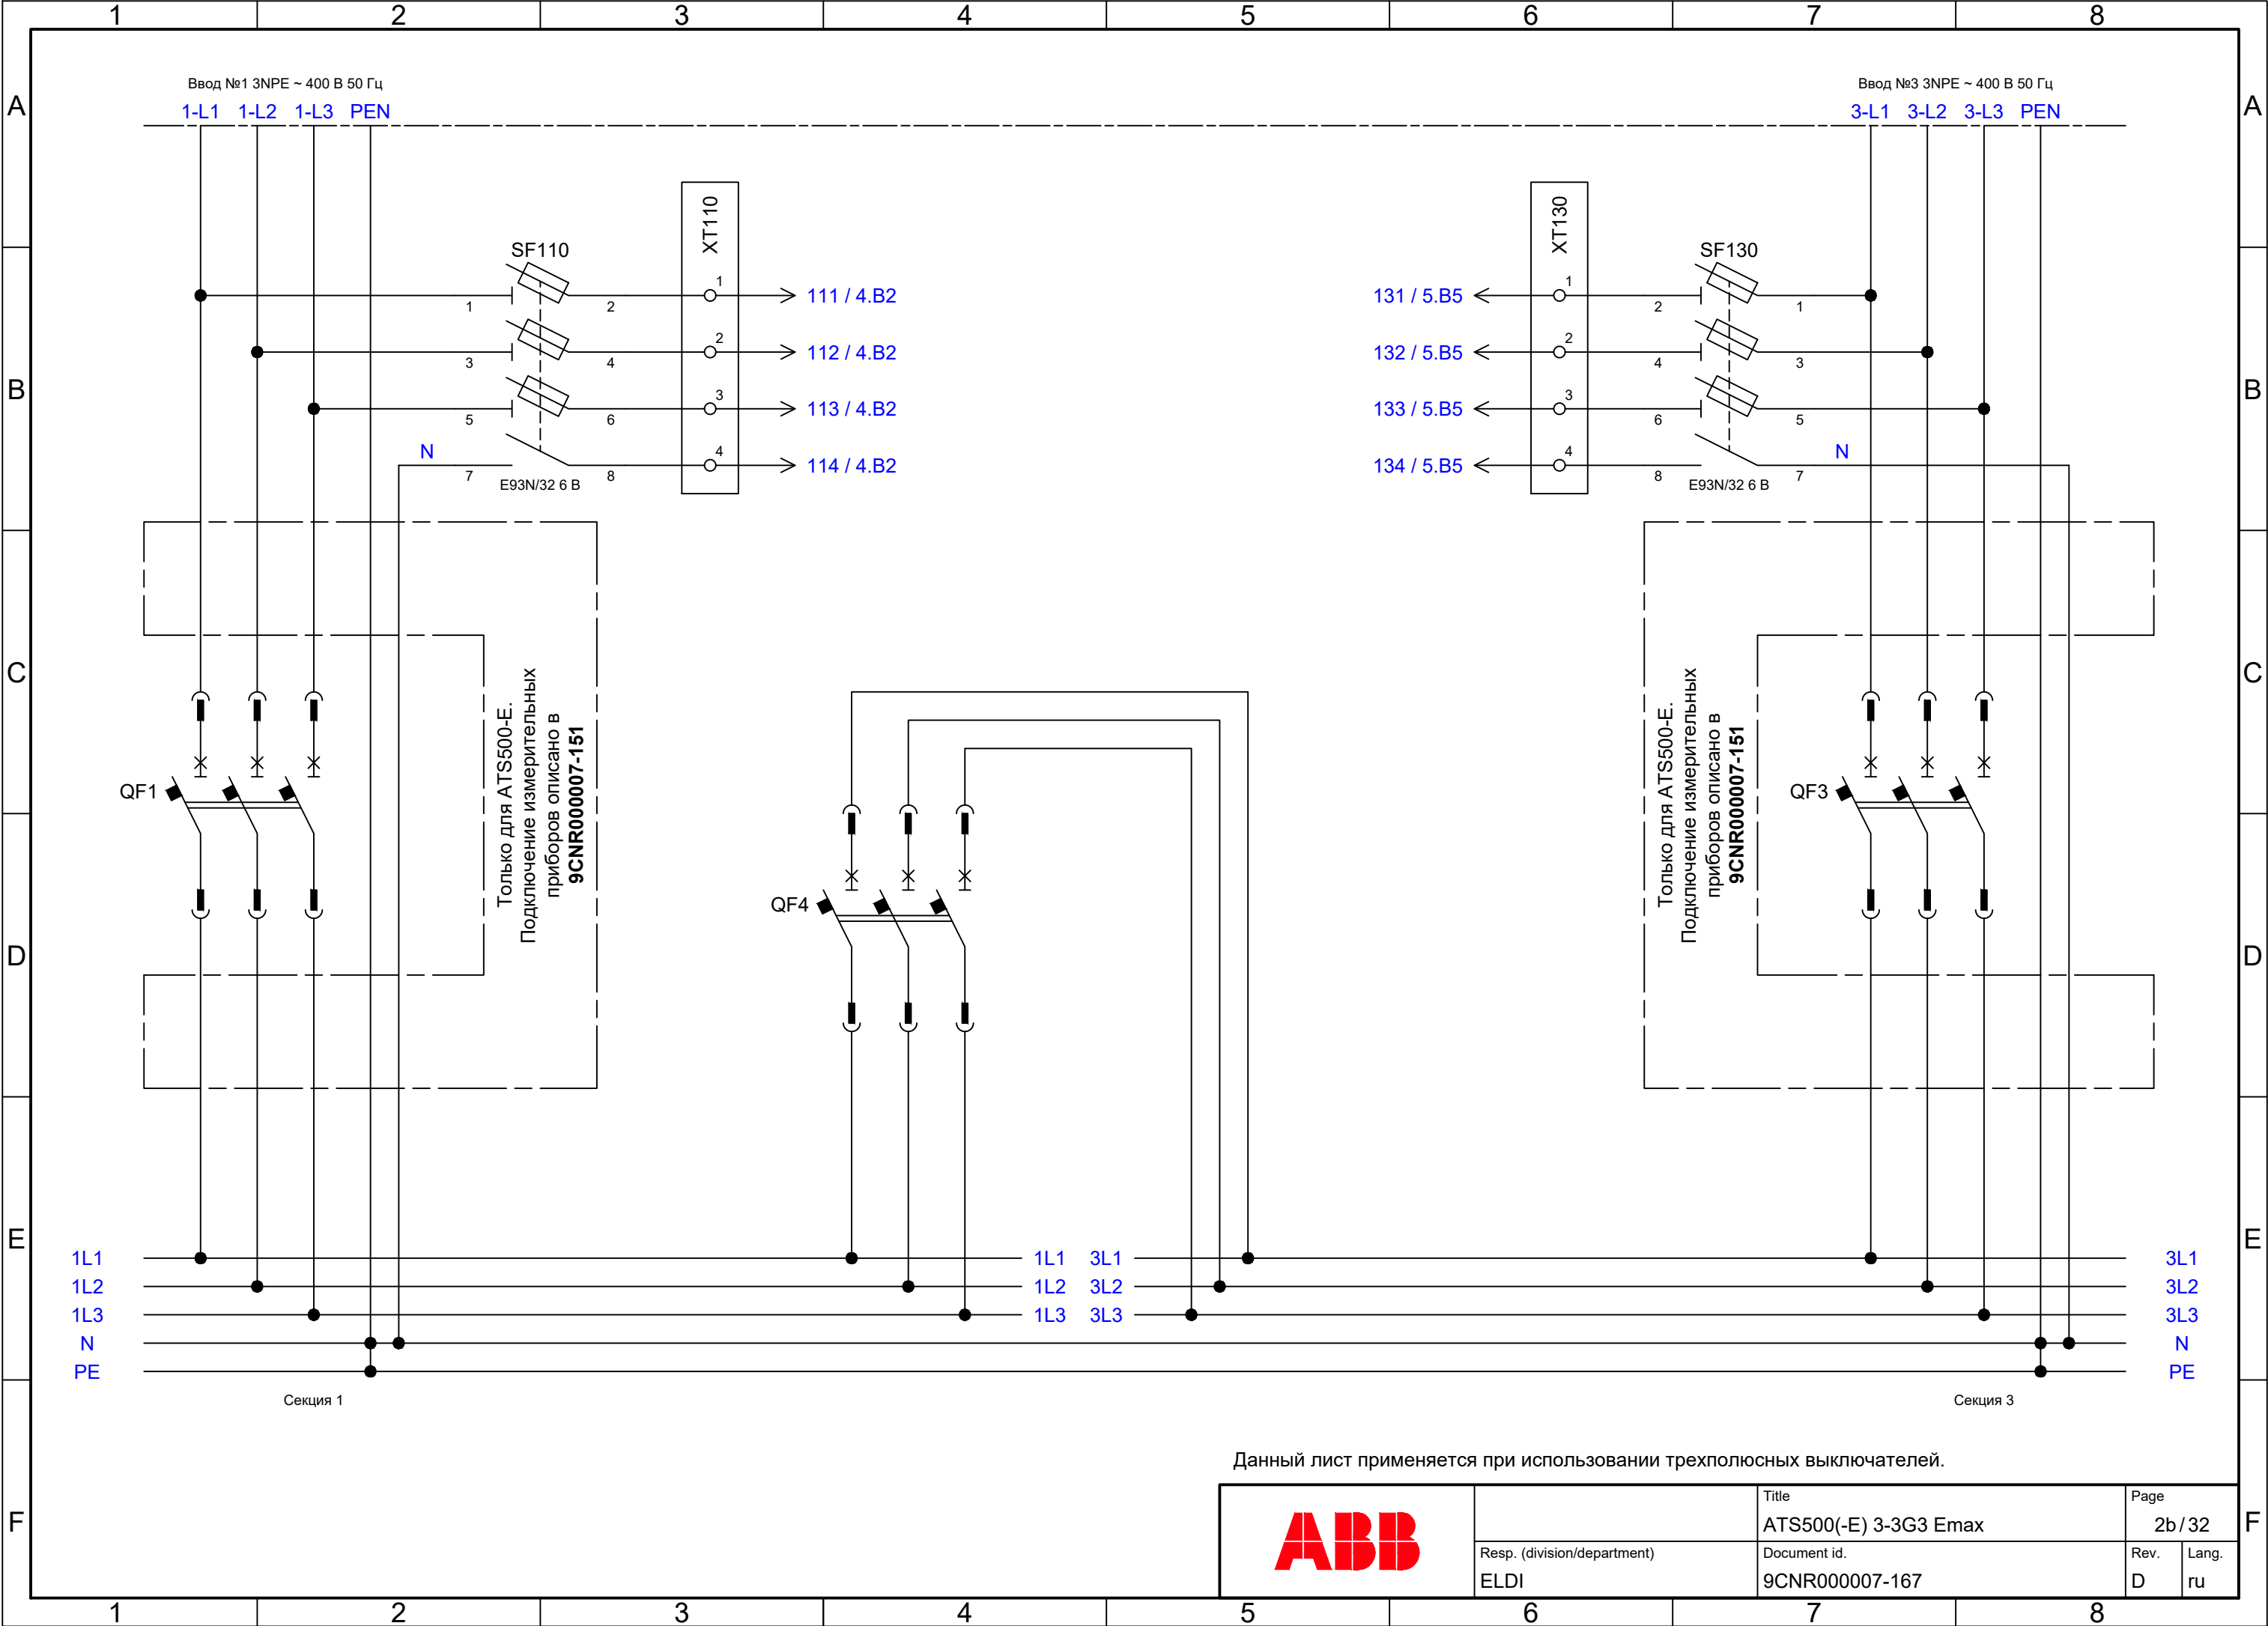 1 2 3 4 5 6 7 8
A A
B B
C C
D D
E E
F F
Ввод №1 3NPE ~ 400 В 50 Гц
1-L1 1-L2 1-L3 PEN
Ввод №3 3NPE ~ 400 В 50 Гц
3-L1 3-L2 3-L3 PEN
SF110
XT110
1 2 1 111 / 4.B2
3 4 2 112 / 4.B2
5 6 3 113 / 4.B2
N 7 8 4 114 / 4.B2
E93N/32 6 В
XT130
SF130
131 / 5.B5 1 2 1
132 / 5.B5 2 4 3
133 / 5.B5 3 6 5
134 / 5.B5 4 8 7 N
E93N/32 6 В
QF1
Только для ATS500-E.
Подключение измерительных
приборов описано в
9CNR000007-151
QF4
Только для ATS500-E.
Подключение измерительных
приборов описано в
9CNR000007-151
QF3
1L1 1L1 3L1 3L1
1L2 1L2 3L2 3L2
1L3 1L3 3L3 3L3
N N
PE PE
Секция 1
Секция 3
Данный лист применяется при использовании трехполюсных выключателей.
ABB
Title
ATS500(-E) 3-3G3 Emax
Page
2b / 32
Resp. (division/department)
ELDI
Document id.
9CNR000007-167
Rev.
D
Lang.
ru
1 2 3 4 5 6 7 8